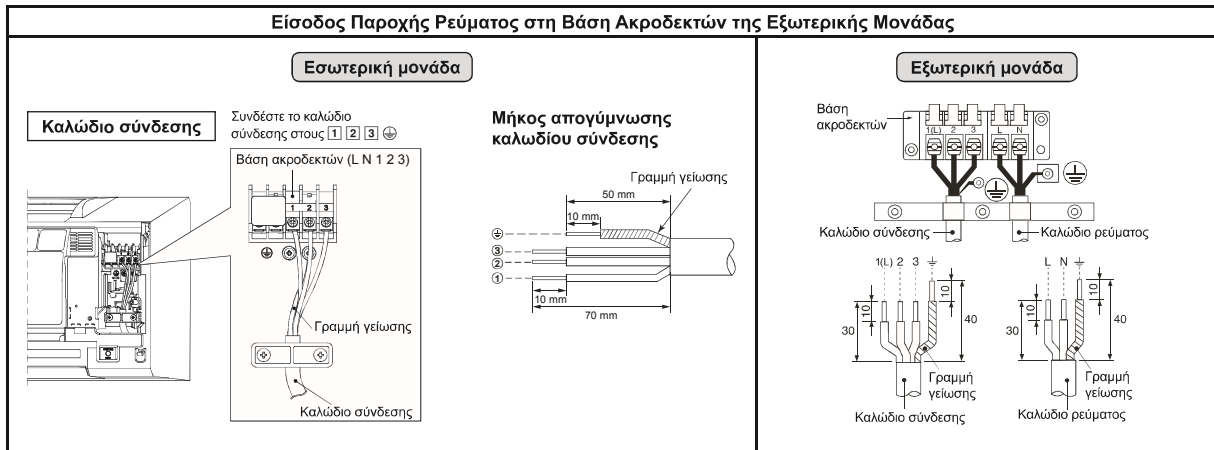 Είσοδος Παροχής Ρεύματος στη Βάση Ακροδεκτών της Εξωτερικής Μονάδας
Εσωτερική μονάδα
Καλώδιο σύνδεσης
Συνδέστε το καλώδιο
σύνδεσης στους 1 2 3 ⏚
Βάση ακροδεκτών (L N 1 2 3)
1 2 3
Γραμμή γείωσης
Καλώδιο σύνδεσης
Μήκος απογύμνωσης
καλωδίου σύνδεσης
Γραμμή γείωσης
50 mm
10 mm
⏚
③
②
①
10 mm
70 mm
Εξωτερική μονάδα
Βάση
ακροδεκτών
1(L) 2 3 L N
⏚
⏚
Καλώδιο σύνδεσης
Καλώδιο ρεύματος
1(L) 2 3 ⏚
10
10
30
40
Γραμμή
γείωσης
Καλώδιο σύνδεσης
L N ⏚
10
10
30
40
Γραμμή
γείωσης
Καλώδιο ρεύματος